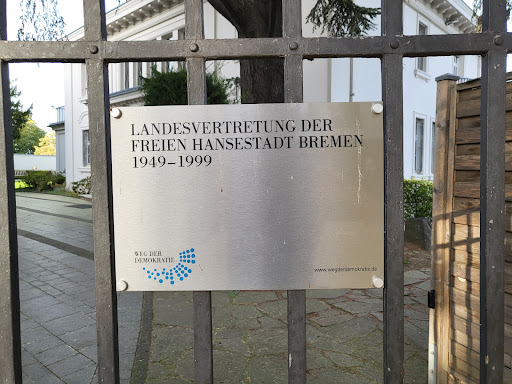 LANDESVERTRETUNG DER
FREIEN HANSESTADT BREMEN
1949–1999
WEG DER
DEMOKRATIE
www.wegderdemokratie.de